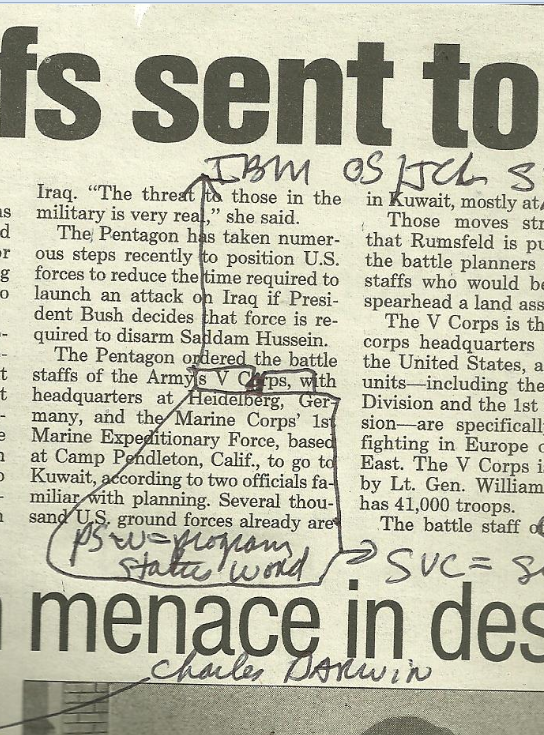 fs sent to
IBM OS JCL S
Iraq. "The threat to those in the
military is very real," she said.
The Pentagon has taken numer-
ous steps recently to position U.S.
forces to reduce the time required to
launch an attack on Iraq if Presi-
dent Bush decides that force is re-
quired to disarm Saddam Hussein.
The Pentagon ordered the battle
staffs of the Army's V Corps, with
headquarters at Heidelberg, Ger-
many, and the Marine Corps' 1st
Marine Expeditionary Force, based
at Camp Pendleton, Calif., to go to
Kuwait, according to two officials fa-
miliar with planning. Several thou-
sand U.S. ground forces already are
in Kuwait, mostly at
Those moves str
that Rumsfeld is pu
the battle planners
staffs who would be
spearhead a land ass
The V Corps is th
corps headquarters
the United States, a
units—including the
Division and the 1st
sion—are specifically
fighting in Europe o
East. The V Corps i
by Lt. Gen. William
has 41,000 troops.
The battle staff o
PSW = program
status word
SVC = s
menace in des
Charles DARWIN